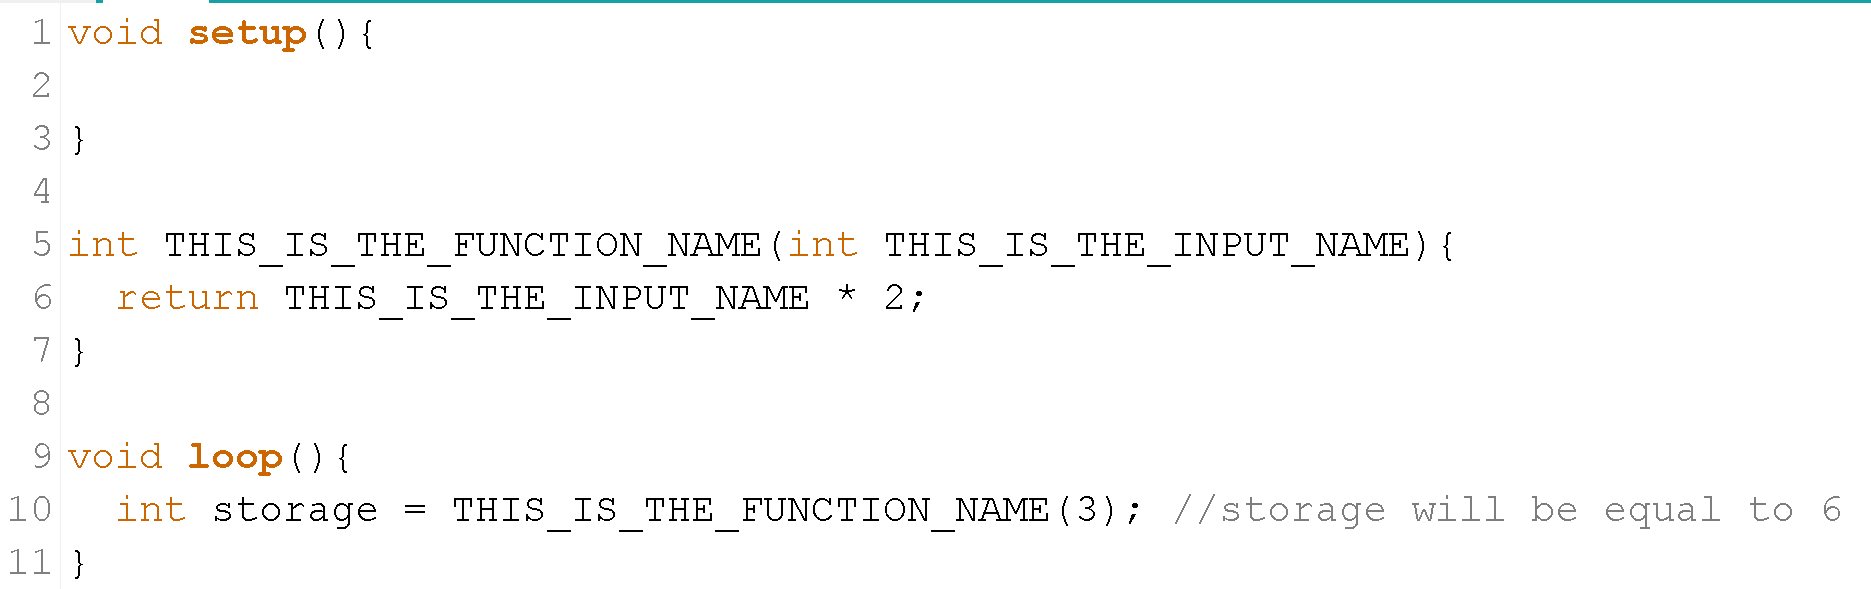 1 void setup(){
2
3 }
4
5 int THIS_IS_THE_FUNCTION_NAME(int THIS_IS_THE_INPUT_NAME){
6   return THIS_IS_THE_INPUT_NAME * 2;
7 }
8
9 void loop(){
10   int storage = THIS_IS_THE_FUNCTION_NAME(3); //storage will be equal to 6
11 }